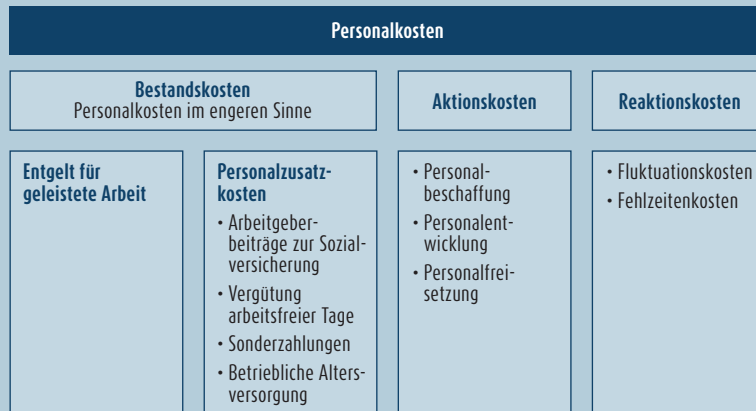 Personalkosten
Bestandskosten
Personalkosten im engeren Sinne
Aktionskosten
Reaktionskosten
Entgelt für
geleistete Arbeit
Personalzusatz-
kosten
• Arbeitgeber-
beiträge zur Sozial-
versicherung
• Vergütung
arbeitsfreier Tage
• Sonderzahlungen
• Betriebliche Alters-
versorgung
• Personal-
beschaffung
• Personalent-
wicklung
• Personalfrei-
setzung
• Fluktuationskosten
• Fehlzeitenkosten